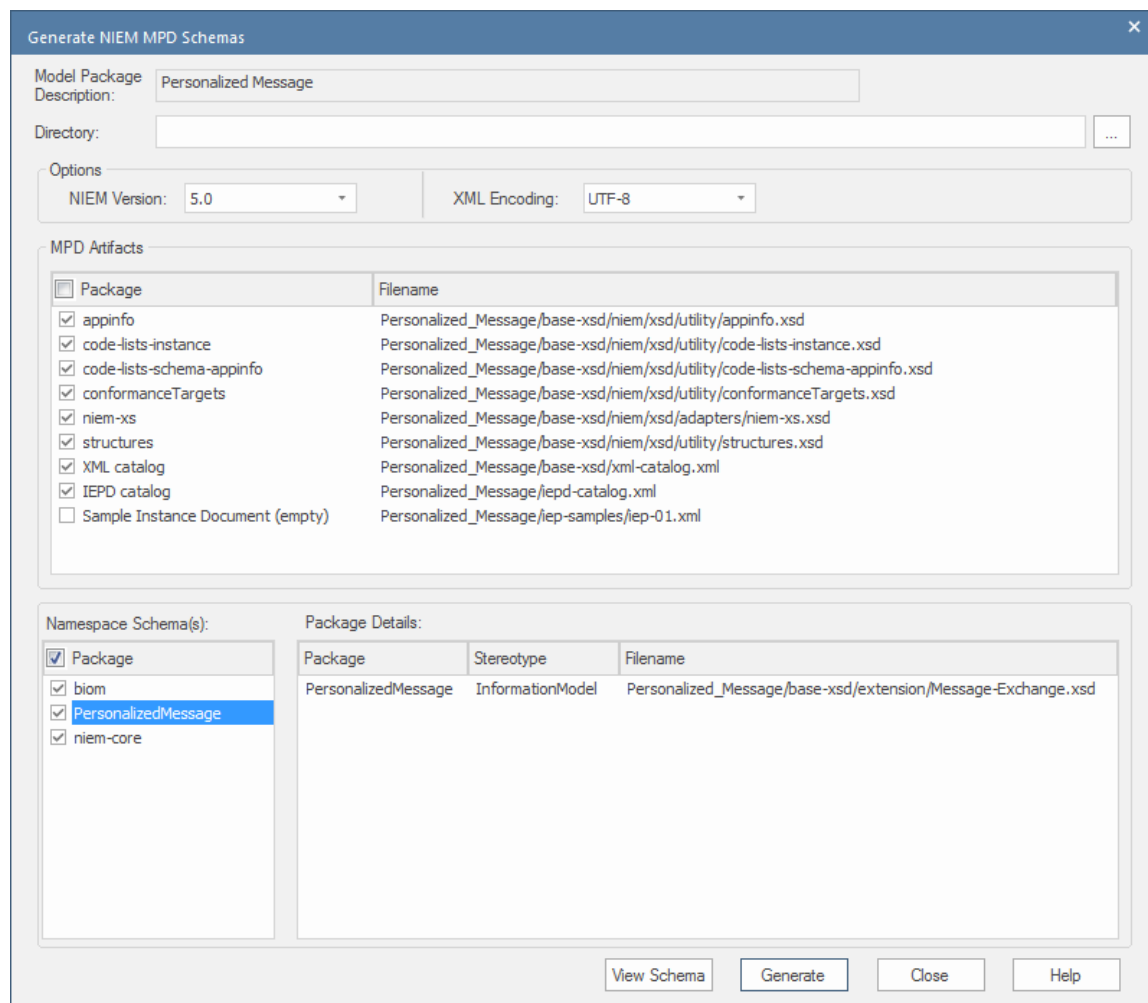 Generate NIEM MPD Schemas
Model Package
Description:
Personalized Message
Directory:
...
Options
NIEM Version: 5.0 XML Encoding: UTF-8
MPD Artifacts
Package Filename
appinfo Personalized_Message/base-xsd/niem/xsd/utility/appinfo.xsd
code-lists-instance Personalized_Message/base-xsd/niem/xsd/utility/code-lists-instance.xsd
code-lists-schema-appinfo Personalized_Message/base-xsd/niem/xsd/utility/code-lists-schema-appinfo.xsd
conformanceTargets Personalized_Message/base-xsd/niem/xsd/utility/conformanceTargets.xsd
niem-xs Personalized_Message/base-xsd/niem/xsd/adapters/niem-xs.xsd
structures Personalized_Message/base-xsd/niem/xsd/utility/structures.xsd
XML catalog Personalized_Message/base-xsd/xml-catalog.xml
IEPD catalog Personalized_Message/iepd-catalog.xml
Sample Instance Document (empty) Personalized_Message/iep-samples/iep-01.xml
Namespace Schema(s): Package Details:
Package Package Stereotype Filename
biom PersonalizedMessage InformationModel Personalized_Message/base-xsd/extension/Message-Exchange.xsd
PersonalizedMessage
niem-core
View Schema Generate Close Help